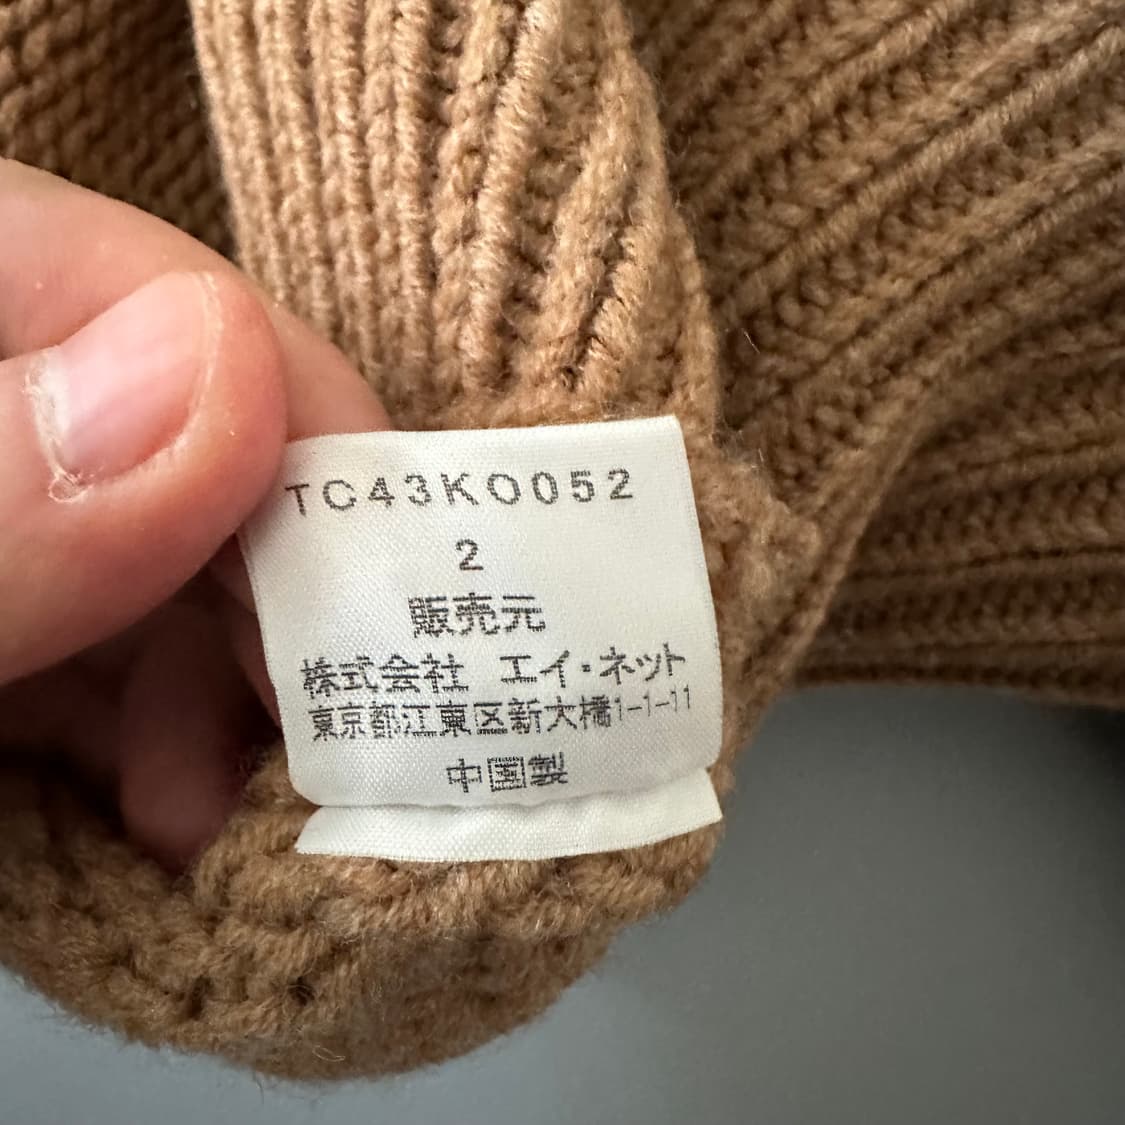 TC43KO052
2
販売元
株式会社 エイ・ネット
東京都江東区新大橋1-1-11
中国製